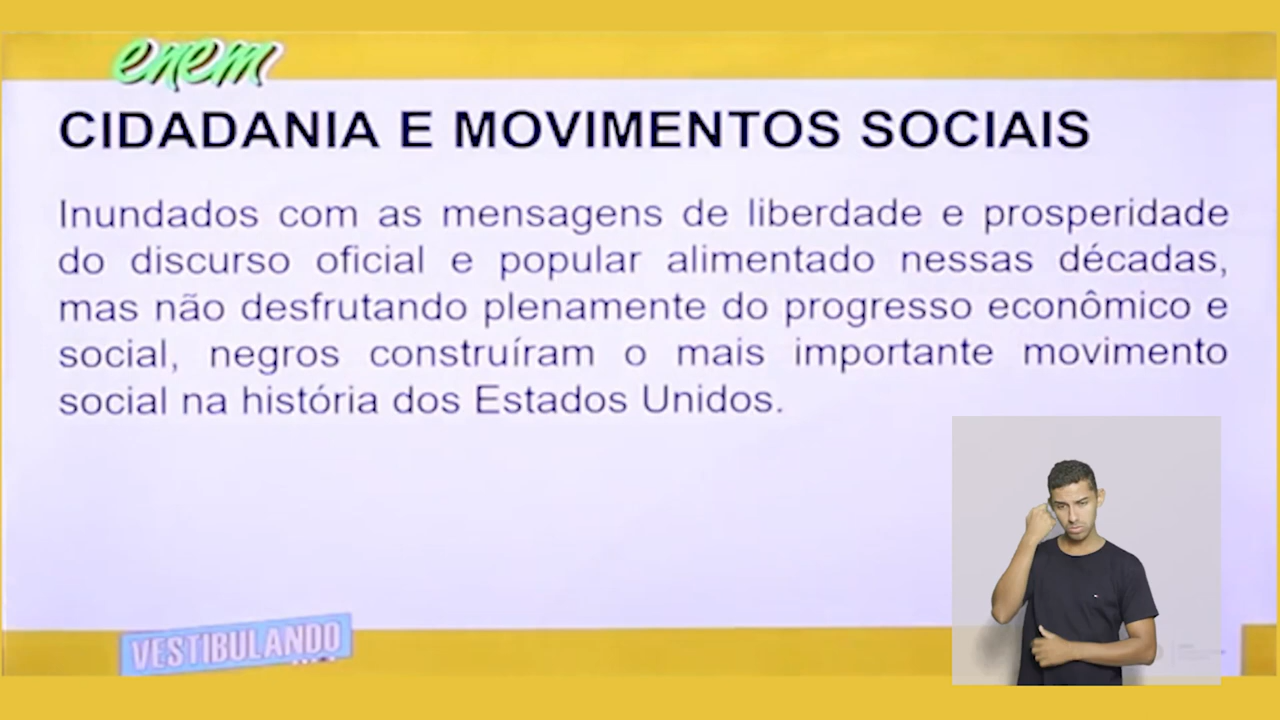 enem
CIDADANIA E MOVIMENTOS SOCIAIS
Inundados com as mensagens de liberdade e prosperidade
do discurso oficial e popular alimentado nessas décadas,
mas não desfrutando plenamente do progresso econômico e
social, negros construíram o mais importante movimento
social na história dos Estados Unidos.
VESTIBULANDO